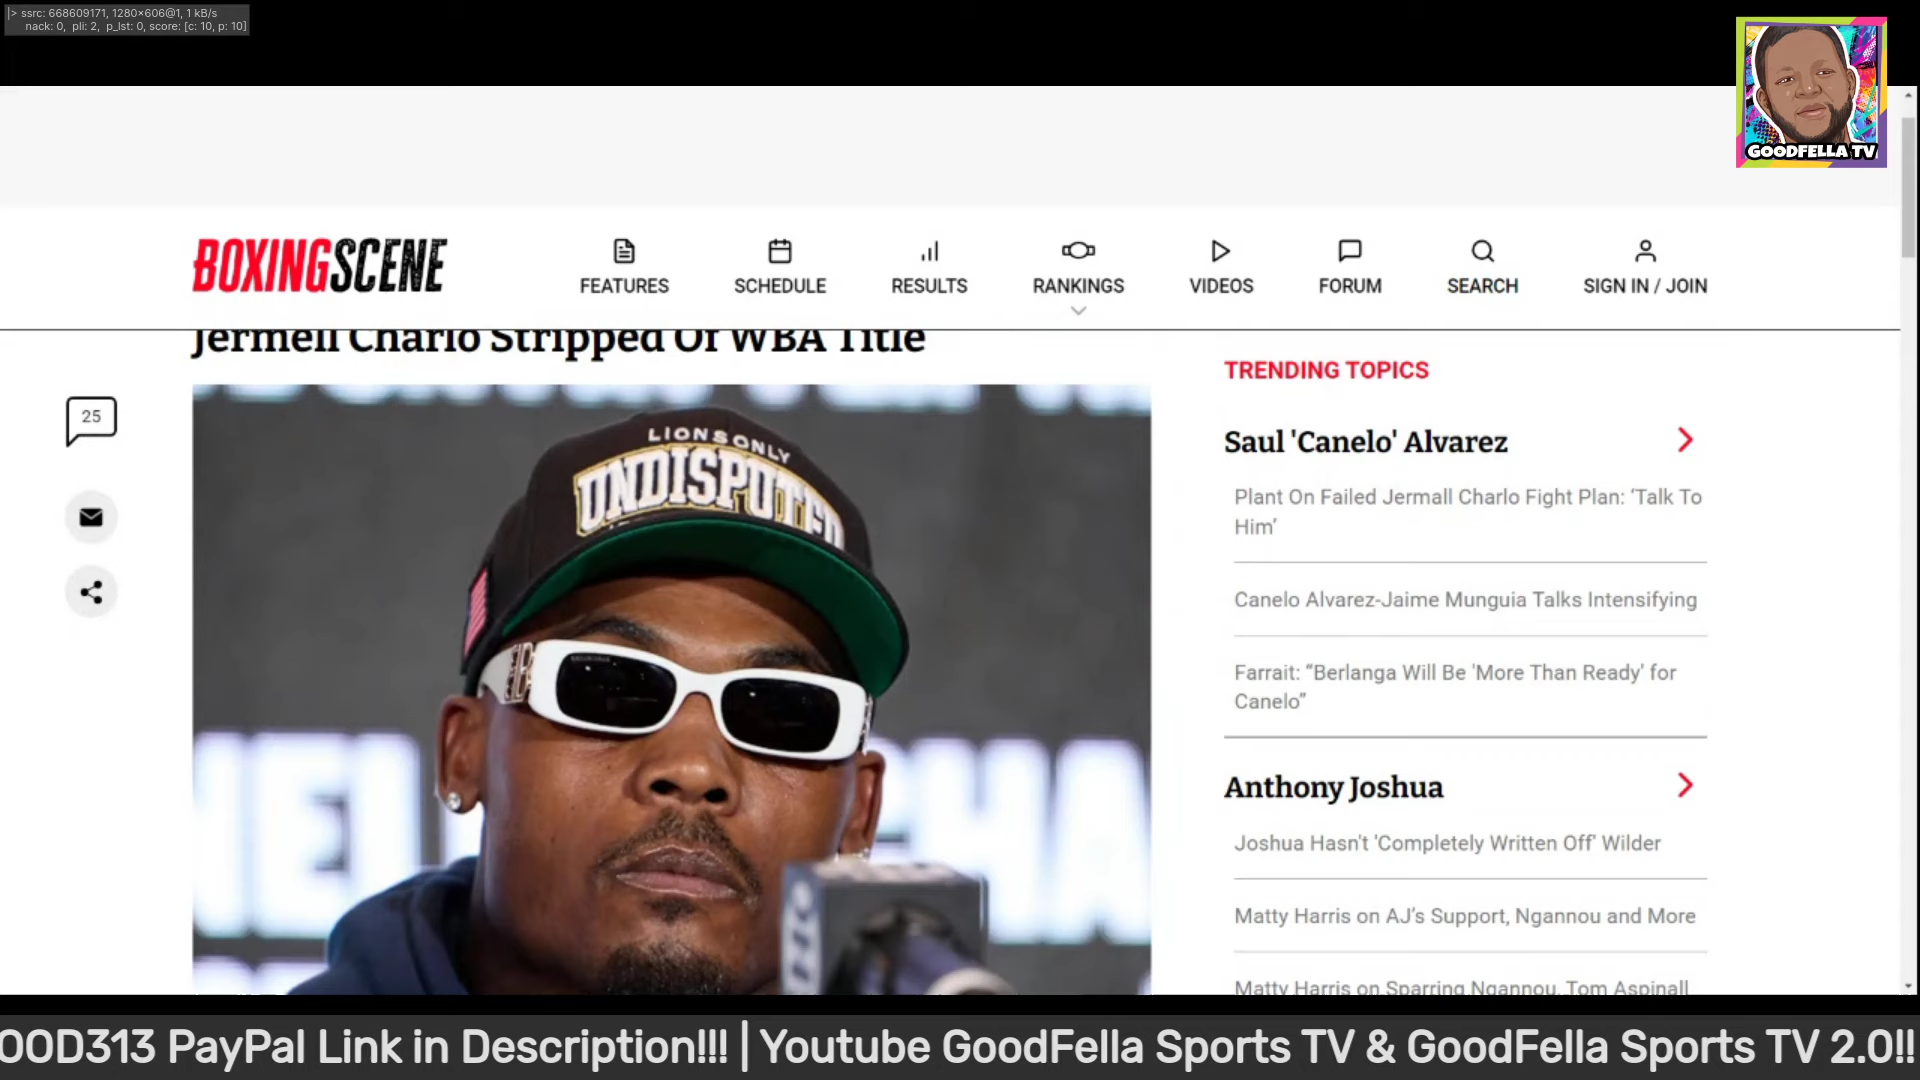 |> ssrc: 668609171, 1280×606@1, 1 kB/s
nack: 0, pli: 2, p_lst: 0, score: [c: 10, p: 10]
GOODFELLA TV
BOXINGSCENE
FEATURES
SCHEDULE
RESULTS
RANKINGS
VIDEOS
FORUM
SEARCH
SIGN IN / JOIN
Jermell Charlo Stripped Of WBA Title
25
LIONS ONLY
UNDISPUTED
TRENDING TOPICS
Saul 'Canelo' Alvarez
Plant On Failed Jermall Charlo Fight Plan: ‘Talk To
Him’
Canelo Alvarez-Jaime Munguia Talks Intensifying
Farrait: “Berlanga Will Be 'More Than Ready' for
Canelo”
Anthony Joshua
Joshua Hasn't 'Completely Written Off' Wilder
Matty Harris on AJ’s Support, Ngannou and More
Matty Harris on Sparring Ngannou, Tom Aspinall
OOD313 PayPal Link in Description!!! | Youtube GoodFella Sports TV & GoodFella Sports TV 2.0!!